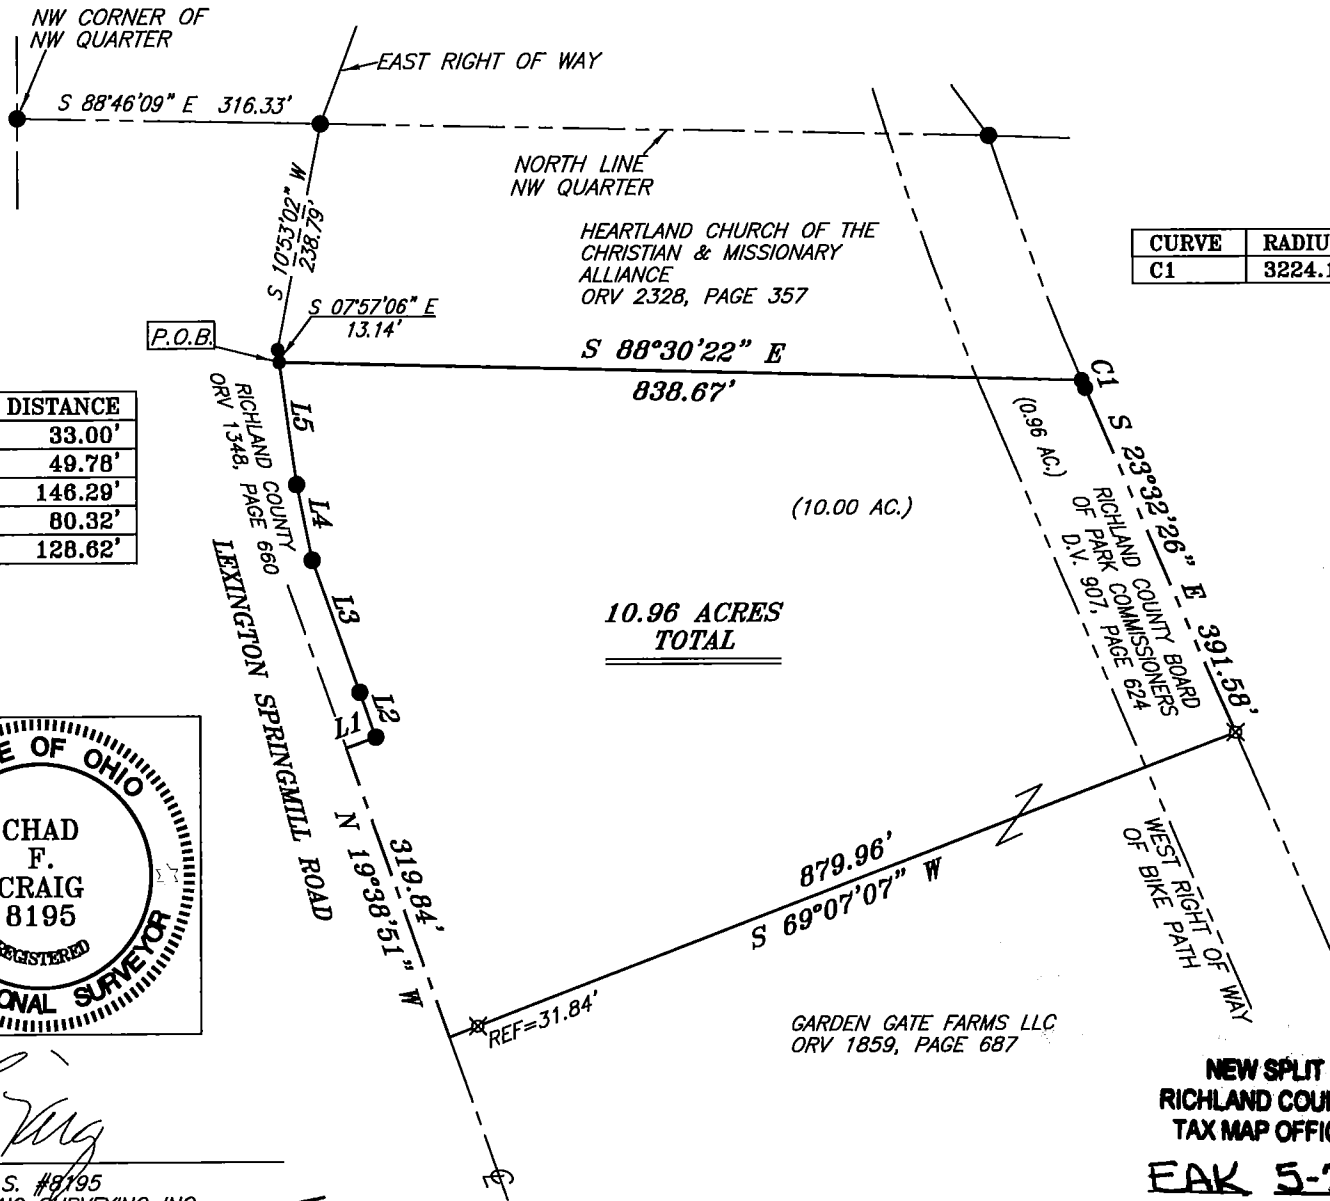 NW CORNER OF
NW QUARTER
EAST RIGHT OF WAY
S 88°46'09" E 316.33'
NORTH LINE
NW QUARTER
S 10°53'02" W
238.79'
HEARTLAND CHURCH OF THE
CHRISTIAN & MISSIONARY
ALLIANCE
ORV 2328, PAGE 357
CURVE
C1
3224.1
S 07°57'06" E
13.14'
P.O.B.
S 88°30'22" E
838.67'
C1
DISTANCE
33.00'
49.78'
146.29'
80.32'
128.62'
RICHLAND COUNTY
ORV 1348, PAGE 660
L5
L4
L3
L2
L1
(0.96 AC.)
S 23°32'26" E 391.58'
RICHLAND COUNTY BOARD
OF PARK COMMISSIONERS
D.V. 907, PAGE 624
(10.00 AC.)
10.96 ACRES
TOTAL
LEXINGTON SPRINGMILL ROAD
319.84'
N 19°38'51" W
879.96'
S 69°07'07" W
REF=31.84'
WEST RIGHT OF WAY
OF BIKE PATH
GARDEN GATE FARMS LLC
ORV 1859, PAGE 687
OF OHIO
CHAD
F.
CRAIG
8195
REGISTERED
SURVEYOR
S. #8195
SURVEYING INC
NEW SPLIT
RICHLAND
TAX MAP
EAK 5-